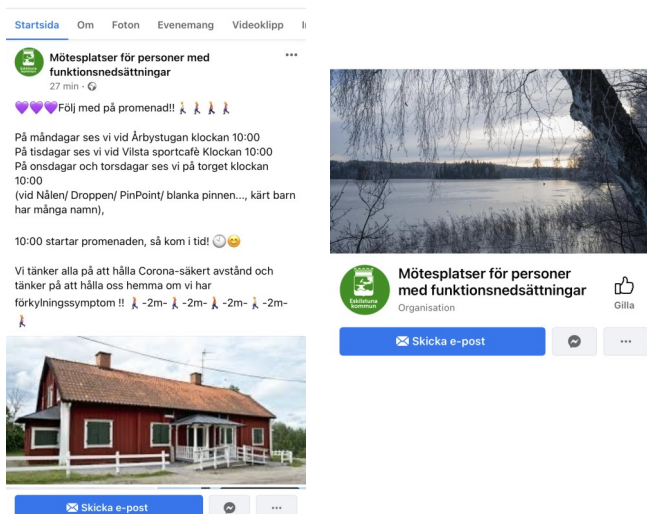 Startsida Om Foton Evenemang Videoklipp
Mötesplatser för personer med
funktionsnedsättningar
27 min ·
💜💜💜Följ med på promenad!! 🚶🚶🚶🚶
På måndagar ses vi vid Årbystugan klockan 10:00
På tisdagar ses vi vid Vilsta sportcafè Klockan 10:00
På onsdagar och torsdagar ses vi på torget klockan
10:00
(vid Nålen/ Droppen/ PinPoint/ blanka pinnen..., kärt barn
har många namn),
10:00 startar promenaden, så kom i tid! 🕙😊
Vi tänker alla på att hålla Corona-säkert avstånd och
tänker på att hålla oss hemma om vi har
förkylningssymptom !! 🚶-2m-🚶-2m-🚶-2m-🚶-2m-
🚶
Skicka e-post
Eskilstuna
kommun
Mötesplatser för personer
med funktionsnedsättningar
Organisation
Gilla
Skicka e-post